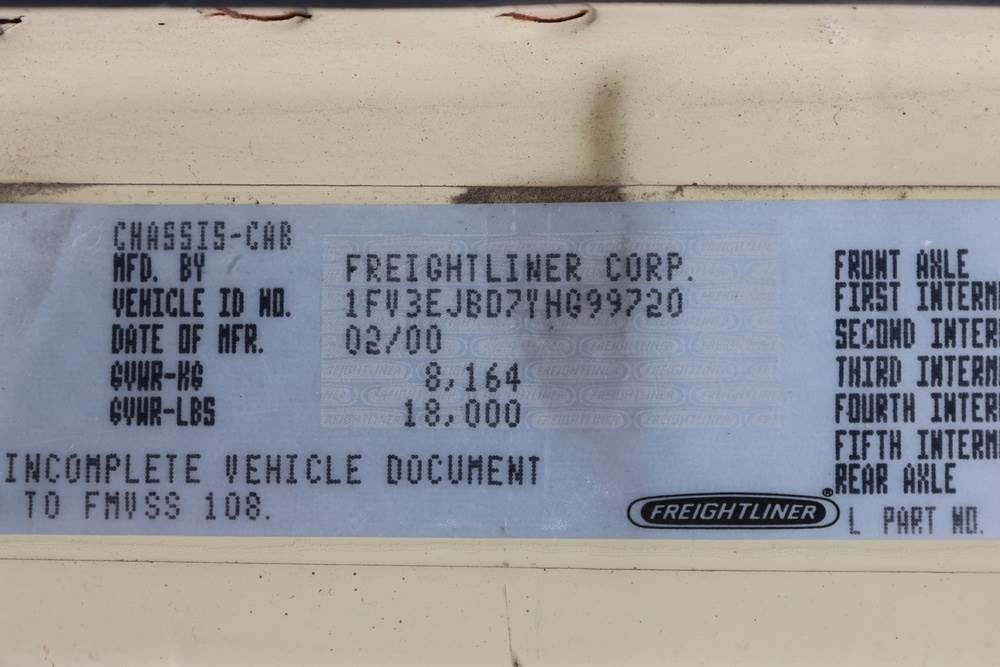 CHASSIS-CAB
MFD. BY FREIGHTLINER CORP.
VEHICLE ID NO. 1FV3EJBD7YHG99720
DATE OF MFR. 02/00
GVWR-KG 8,164
GVWR-LBS 18,000
INCOMPLETE VEHICLE DOCUMENT
TO FMVSS 108.
FREIGHTLINER®
FRONT AXLE
FIRST INTERM
SECOND INTER
THIRD INTERM
FOURTH INTER
FIFTH INTERM
REAR AXLE
L PART NO.